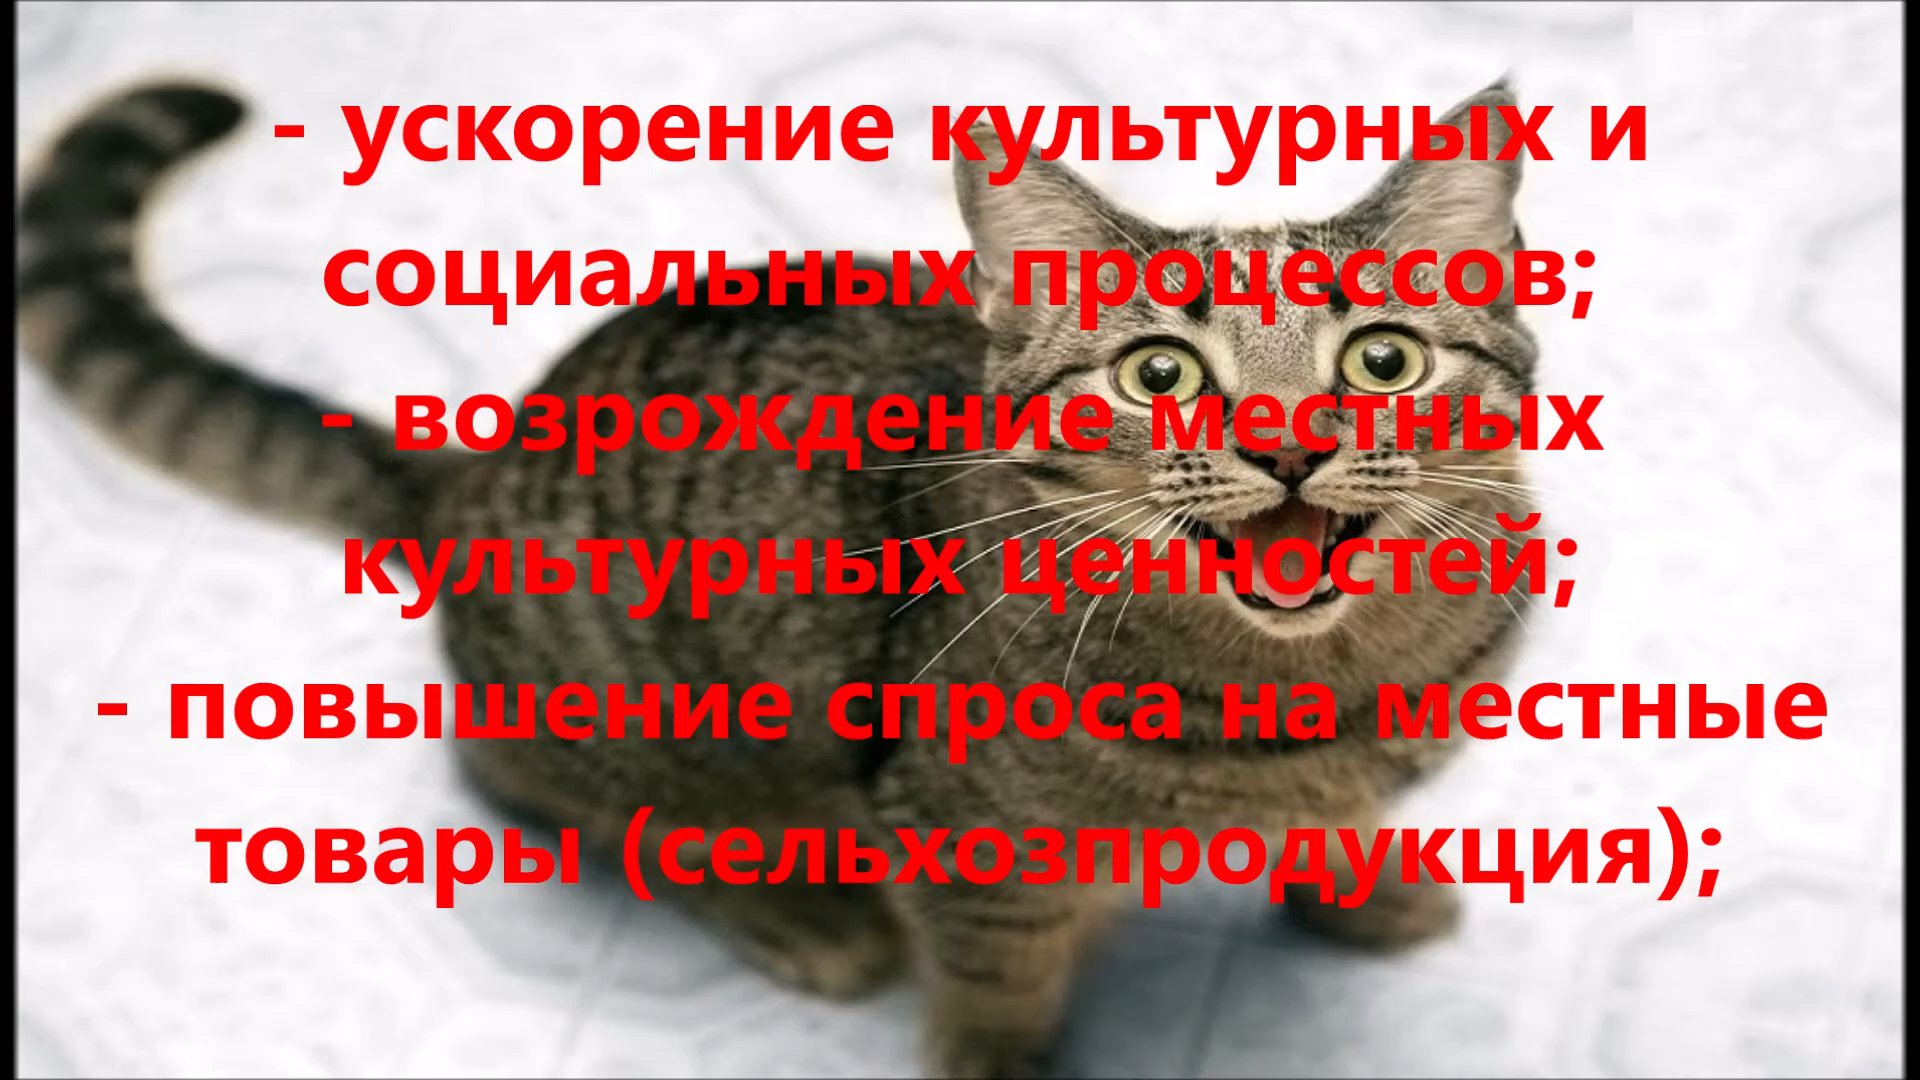 - ускорение культурных и
социальных процессов;
- возрождение местных
культурных ценностей;
- повышение спроса на местные
товары (сельхозпродукция);